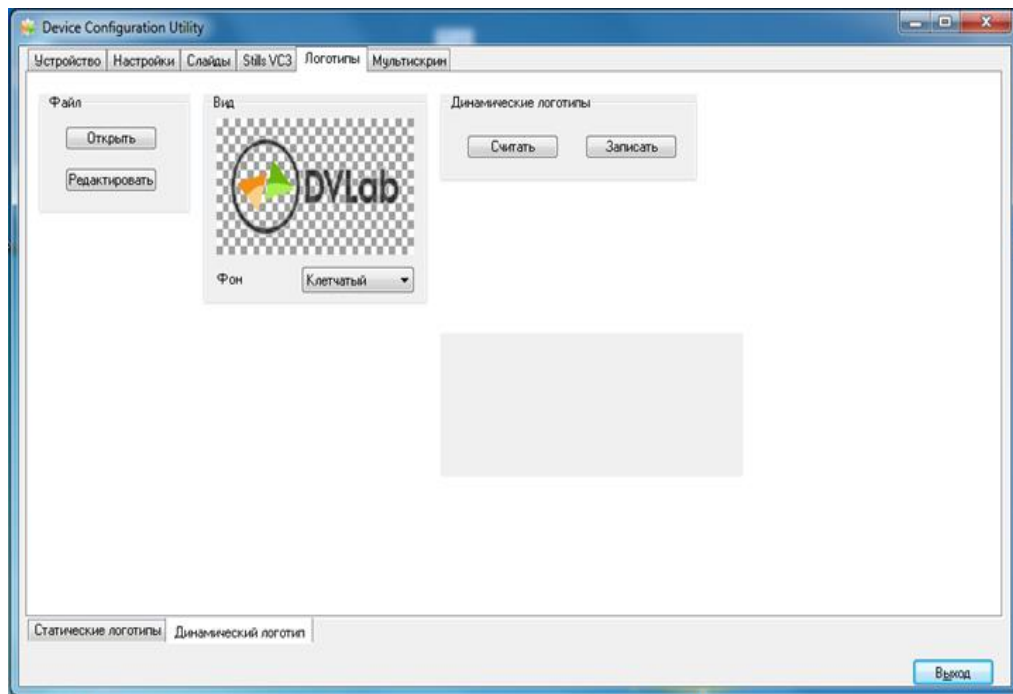 Device Configuration Utility
Устройство Настройки Слайды Stills VC3 Логотипы Мультискрин
Файл
Открыть
Редактировать
Вид
DVLab
Фон Клетчатый
Динамические логотипы
Считать Записать
Статические логотипы Динамический логотип
Выход